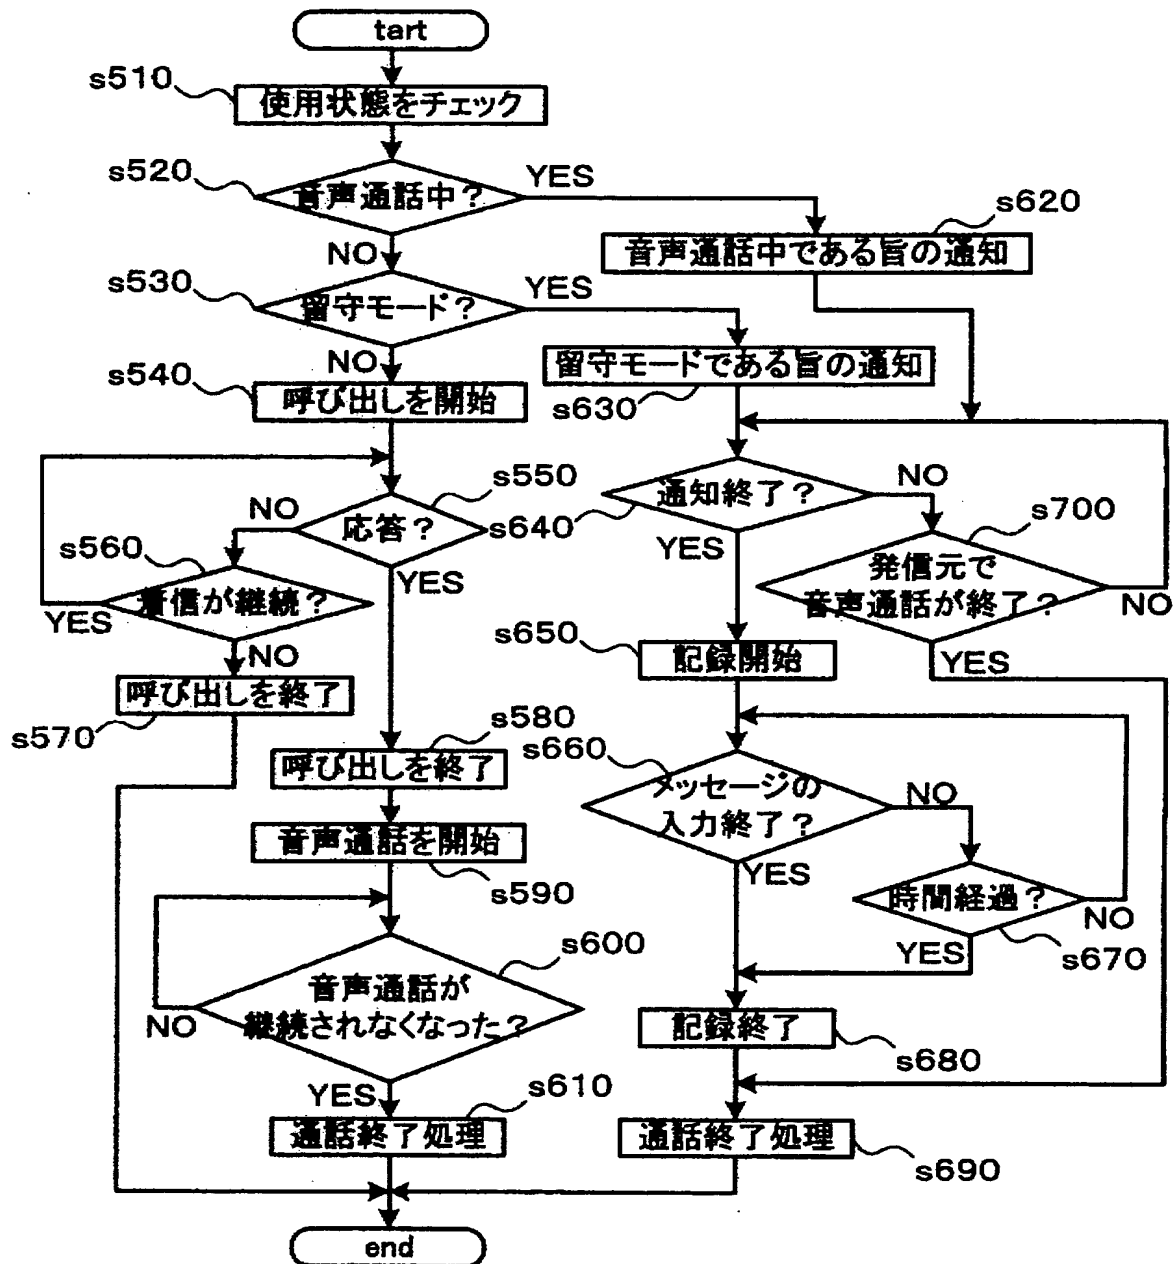 tart
s510
使用状態をチェック
s520
音声通話中？
YES
NO
s620
音声通話中である旨の通知
s530
留守モード？
YES
NO
留守モードである旨の通知
s630
s540
呼び出しを開始
s550
応答？
NO
YES
s560
着信が継続？
YES
NO
呼び出しを終了
s570
s580
呼び出しを終了
音声通話を開始
s590
s600
音声通話が
継続されなくなった？
NO
YES
s610
通話終了処理
通知終了？
s640
NO
YES
s700
発信元で
音声通話が終了？
NO
YES
s650
記録開始
s660
メッセージの
入力終了？
NO
YES
時間経過？
NO
YES
s670
記録終了
s680
通話終了処理
s690
end